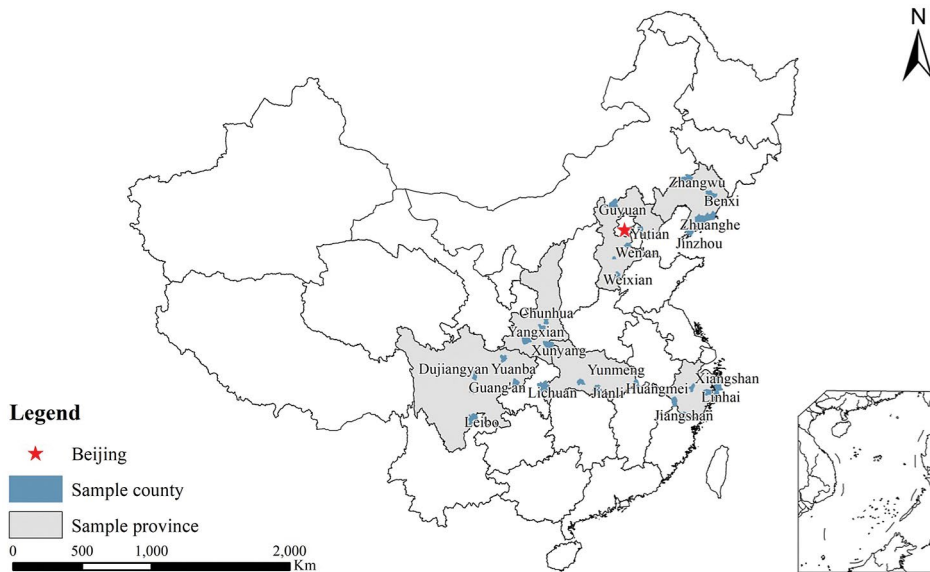 N
Zhangwu
Benxi
Guyuan
Zhuanghe
Yutian
Jinzhou
Wen'an
Weixian
Chunhua
Yangxian
Xunyang
Dujiangyan
Yuanba
Yunmeng
Xiangshan
Guang'an
Lichuan
Jianli
Huangmei
Linhai
Jiangshan
Leibo
Legend
Beijing
Sample county
Sample province
0 500 1,000 2,000
Km